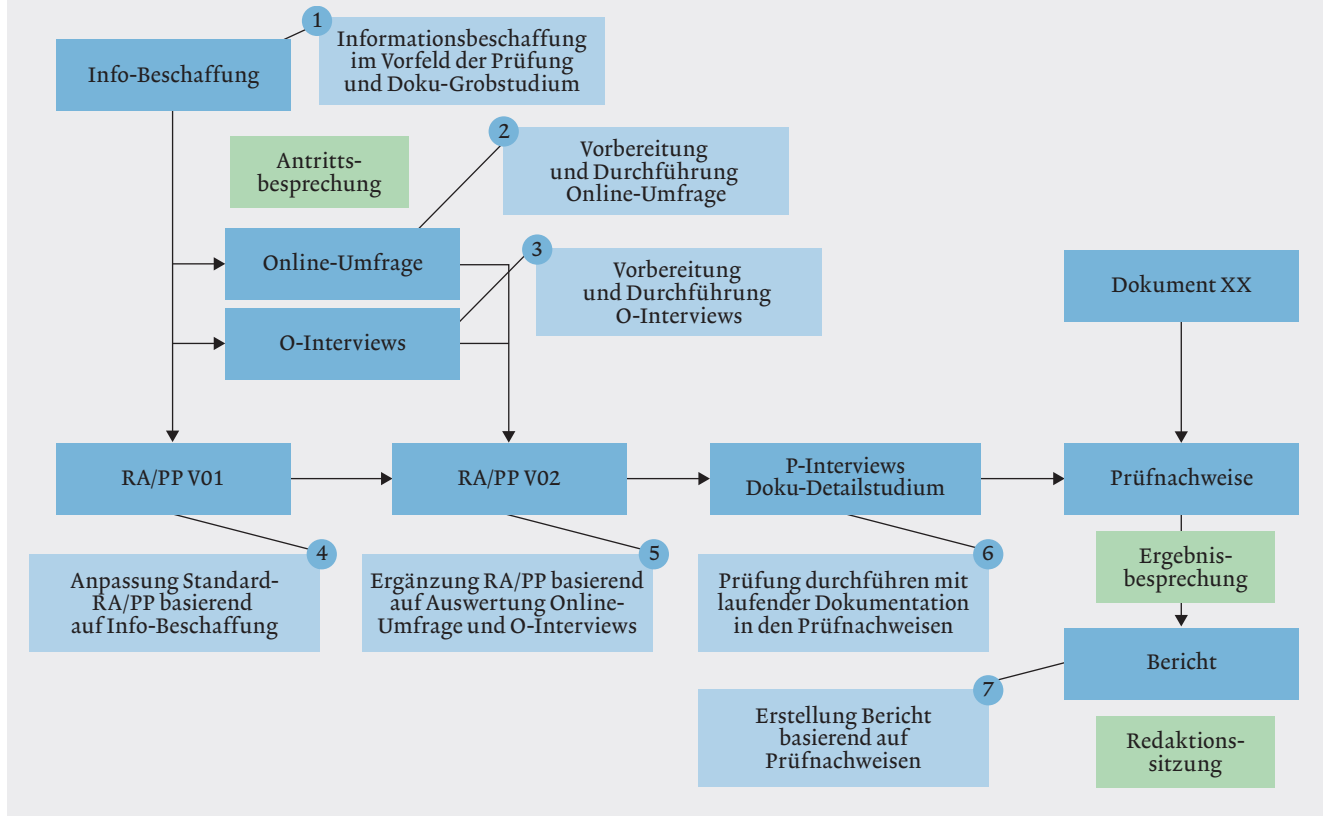 Info-Beschaffung
1
Informationsbeschaffung
im Vorfeld der Prüfung
und Doku-Grobstudium
Antritts-
besprechung
2
Vorbereitung
und Durchführung
Online-Umfrage
Online-Umfrage
3
Vorbereitung
und Durchführung
O-Interviews
O-Interviews
Dokument XX
RA/PP V01
RA/PP V02
P-Interviews
Doku-Detailstudium
Prüfnachweise
4
Anpassung Standard-
RA/PP basierend
auf Info-Beschaffung
5
Ergänzung RA/PP basierend
auf Auswertung Online-
Umfrage und O-Interviews
6
Prüfung durchführen mit
laufender Dokumentation
in den Prüfnachweisen
Ergebnis-
besprechung
Bericht
7
Erstellung Bericht
basierend auf
Prüfnachweisen
Redaktions-
sitzung